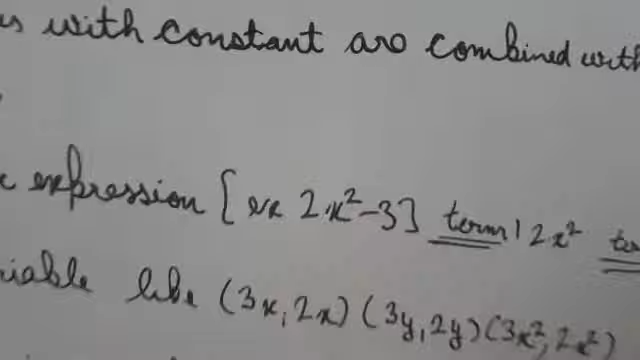 with constant are combined with
expression [ex 2x²-3] term 1 2x²
like (3x, 2x) (3y, 2y) (3x², 2x²)